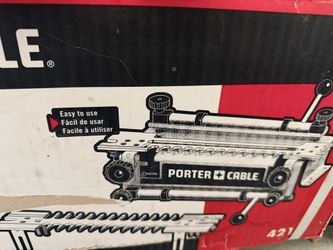 LE®
Easy to use
Fácil de usar
Facile à utiliser
PORTER+CABLE
421